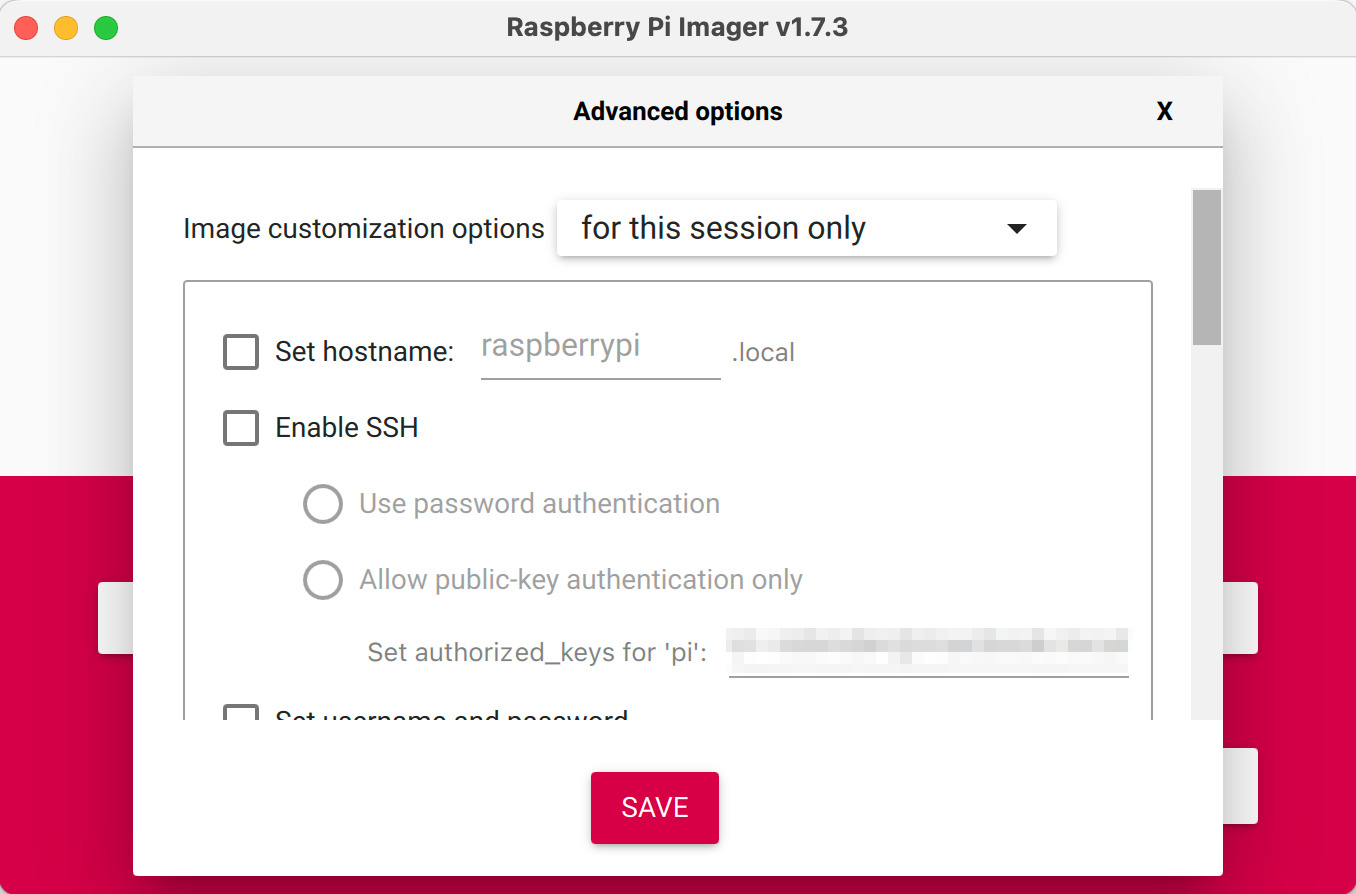 Raspberry Pi Imager v1.7.3
Advanced options X
Image customization options for this session only
Set hostname: raspberrypi .local
Enable SSH
Use password authentication
Allow public-key authentication only
Set authorized_keys for 'pi':
Set username and password
SAVE